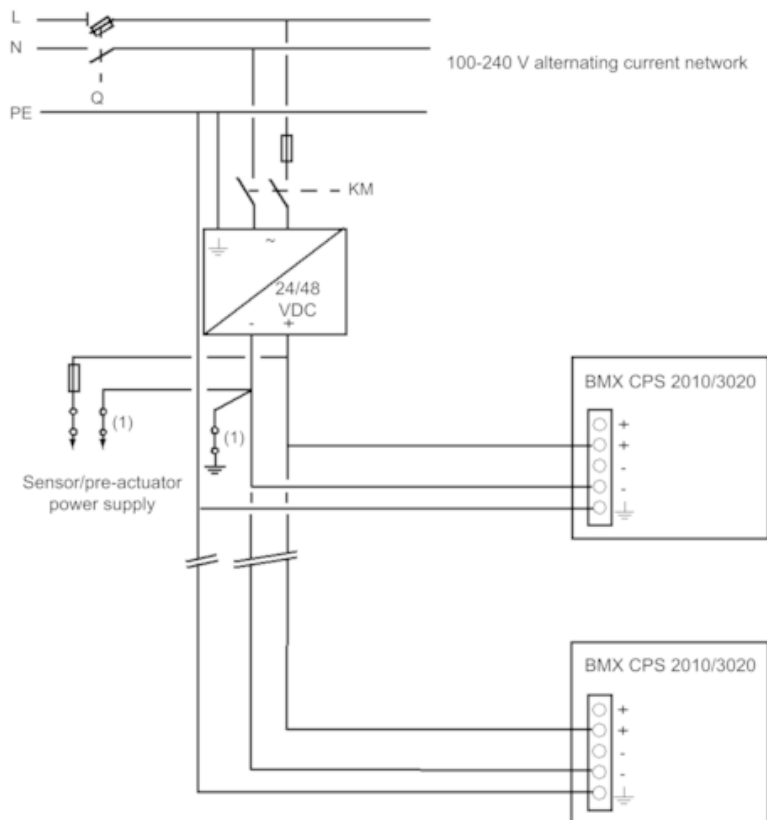 L
N
100-240 V alternating current network
Q
PE
KM
~
24/48
VDC
- +
(1)
(1)
Sensor/pre-actuator
power supply
BMX CPS 2010/3020
+
+
-
-
BMX CPS 2010/3020
+
+
-
-